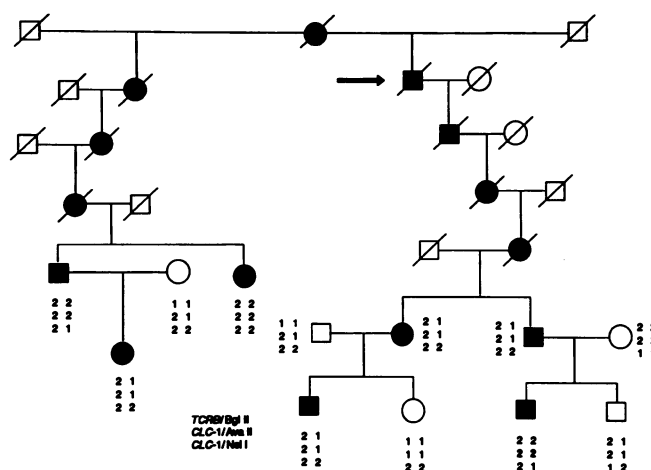 2 2 1 1 2 2
2 2 2 1 2 2
2 1 2 2 2 2
1 1 2 1 2 1 2
2 1 2 1 2 1 2
2 2 2 2 2 2 1
2 1
2 1
2 2
TCRB/Bgl II
CLC-1/Ava II
CLC-1/Nsi I
2 1 1 1 2 2 2 1
2 1 1 1 2 2 2 1
2 2 2 2 2 1 1 2